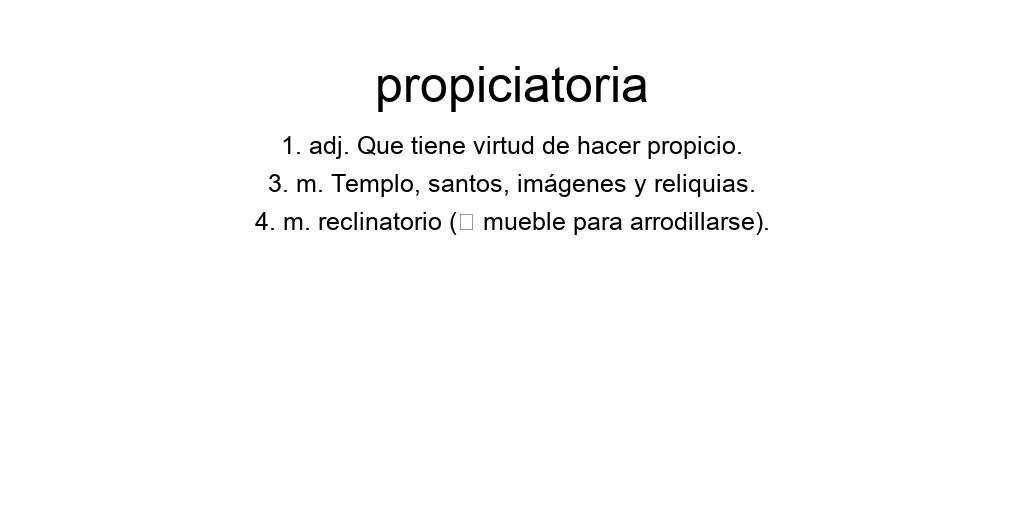 propiciatoria
1. adj. Que tiene virtud de hacer propicio.
3. m. Templo, santos, imágenes y reliquias.
4. m. reclinatorio (□ mueble para arrodillarse).